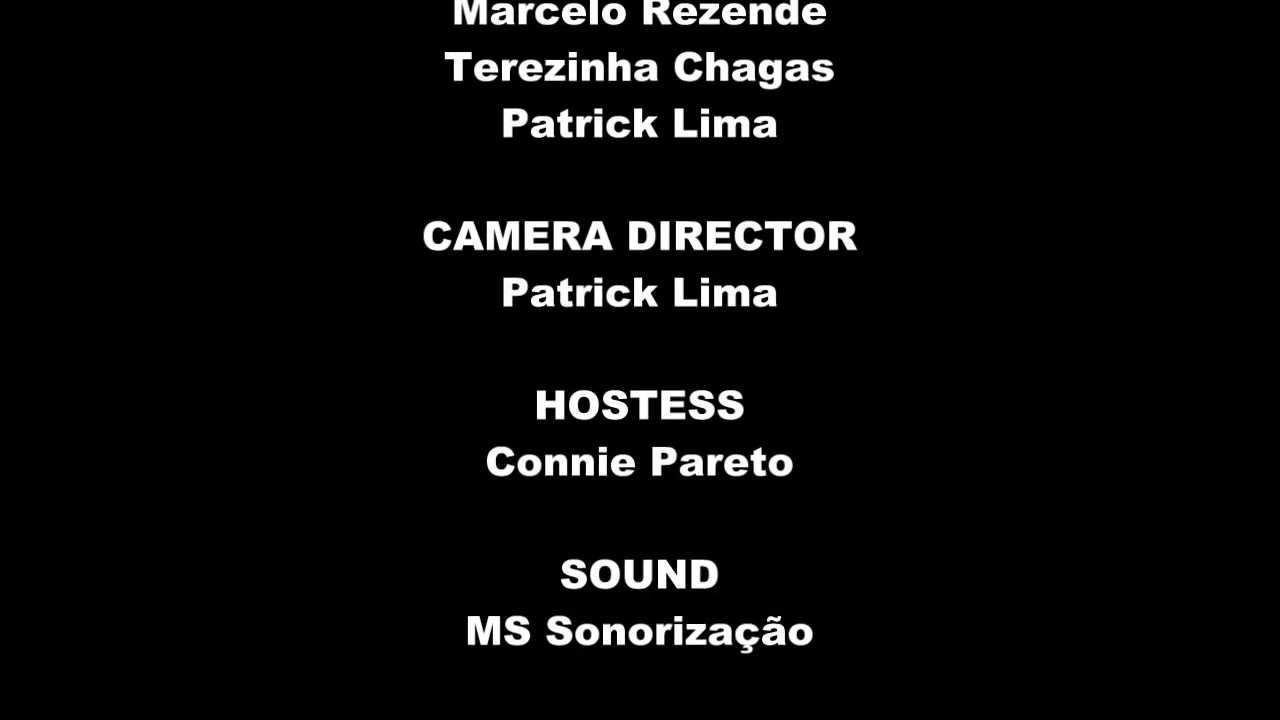 Marcelo Rezende
Terezinha Chagas
Patrick Lima
CAMERA DIRECTOR
Patrick Lima
HOSTESS
Connie Pareto
SOUND
MS Sonorização